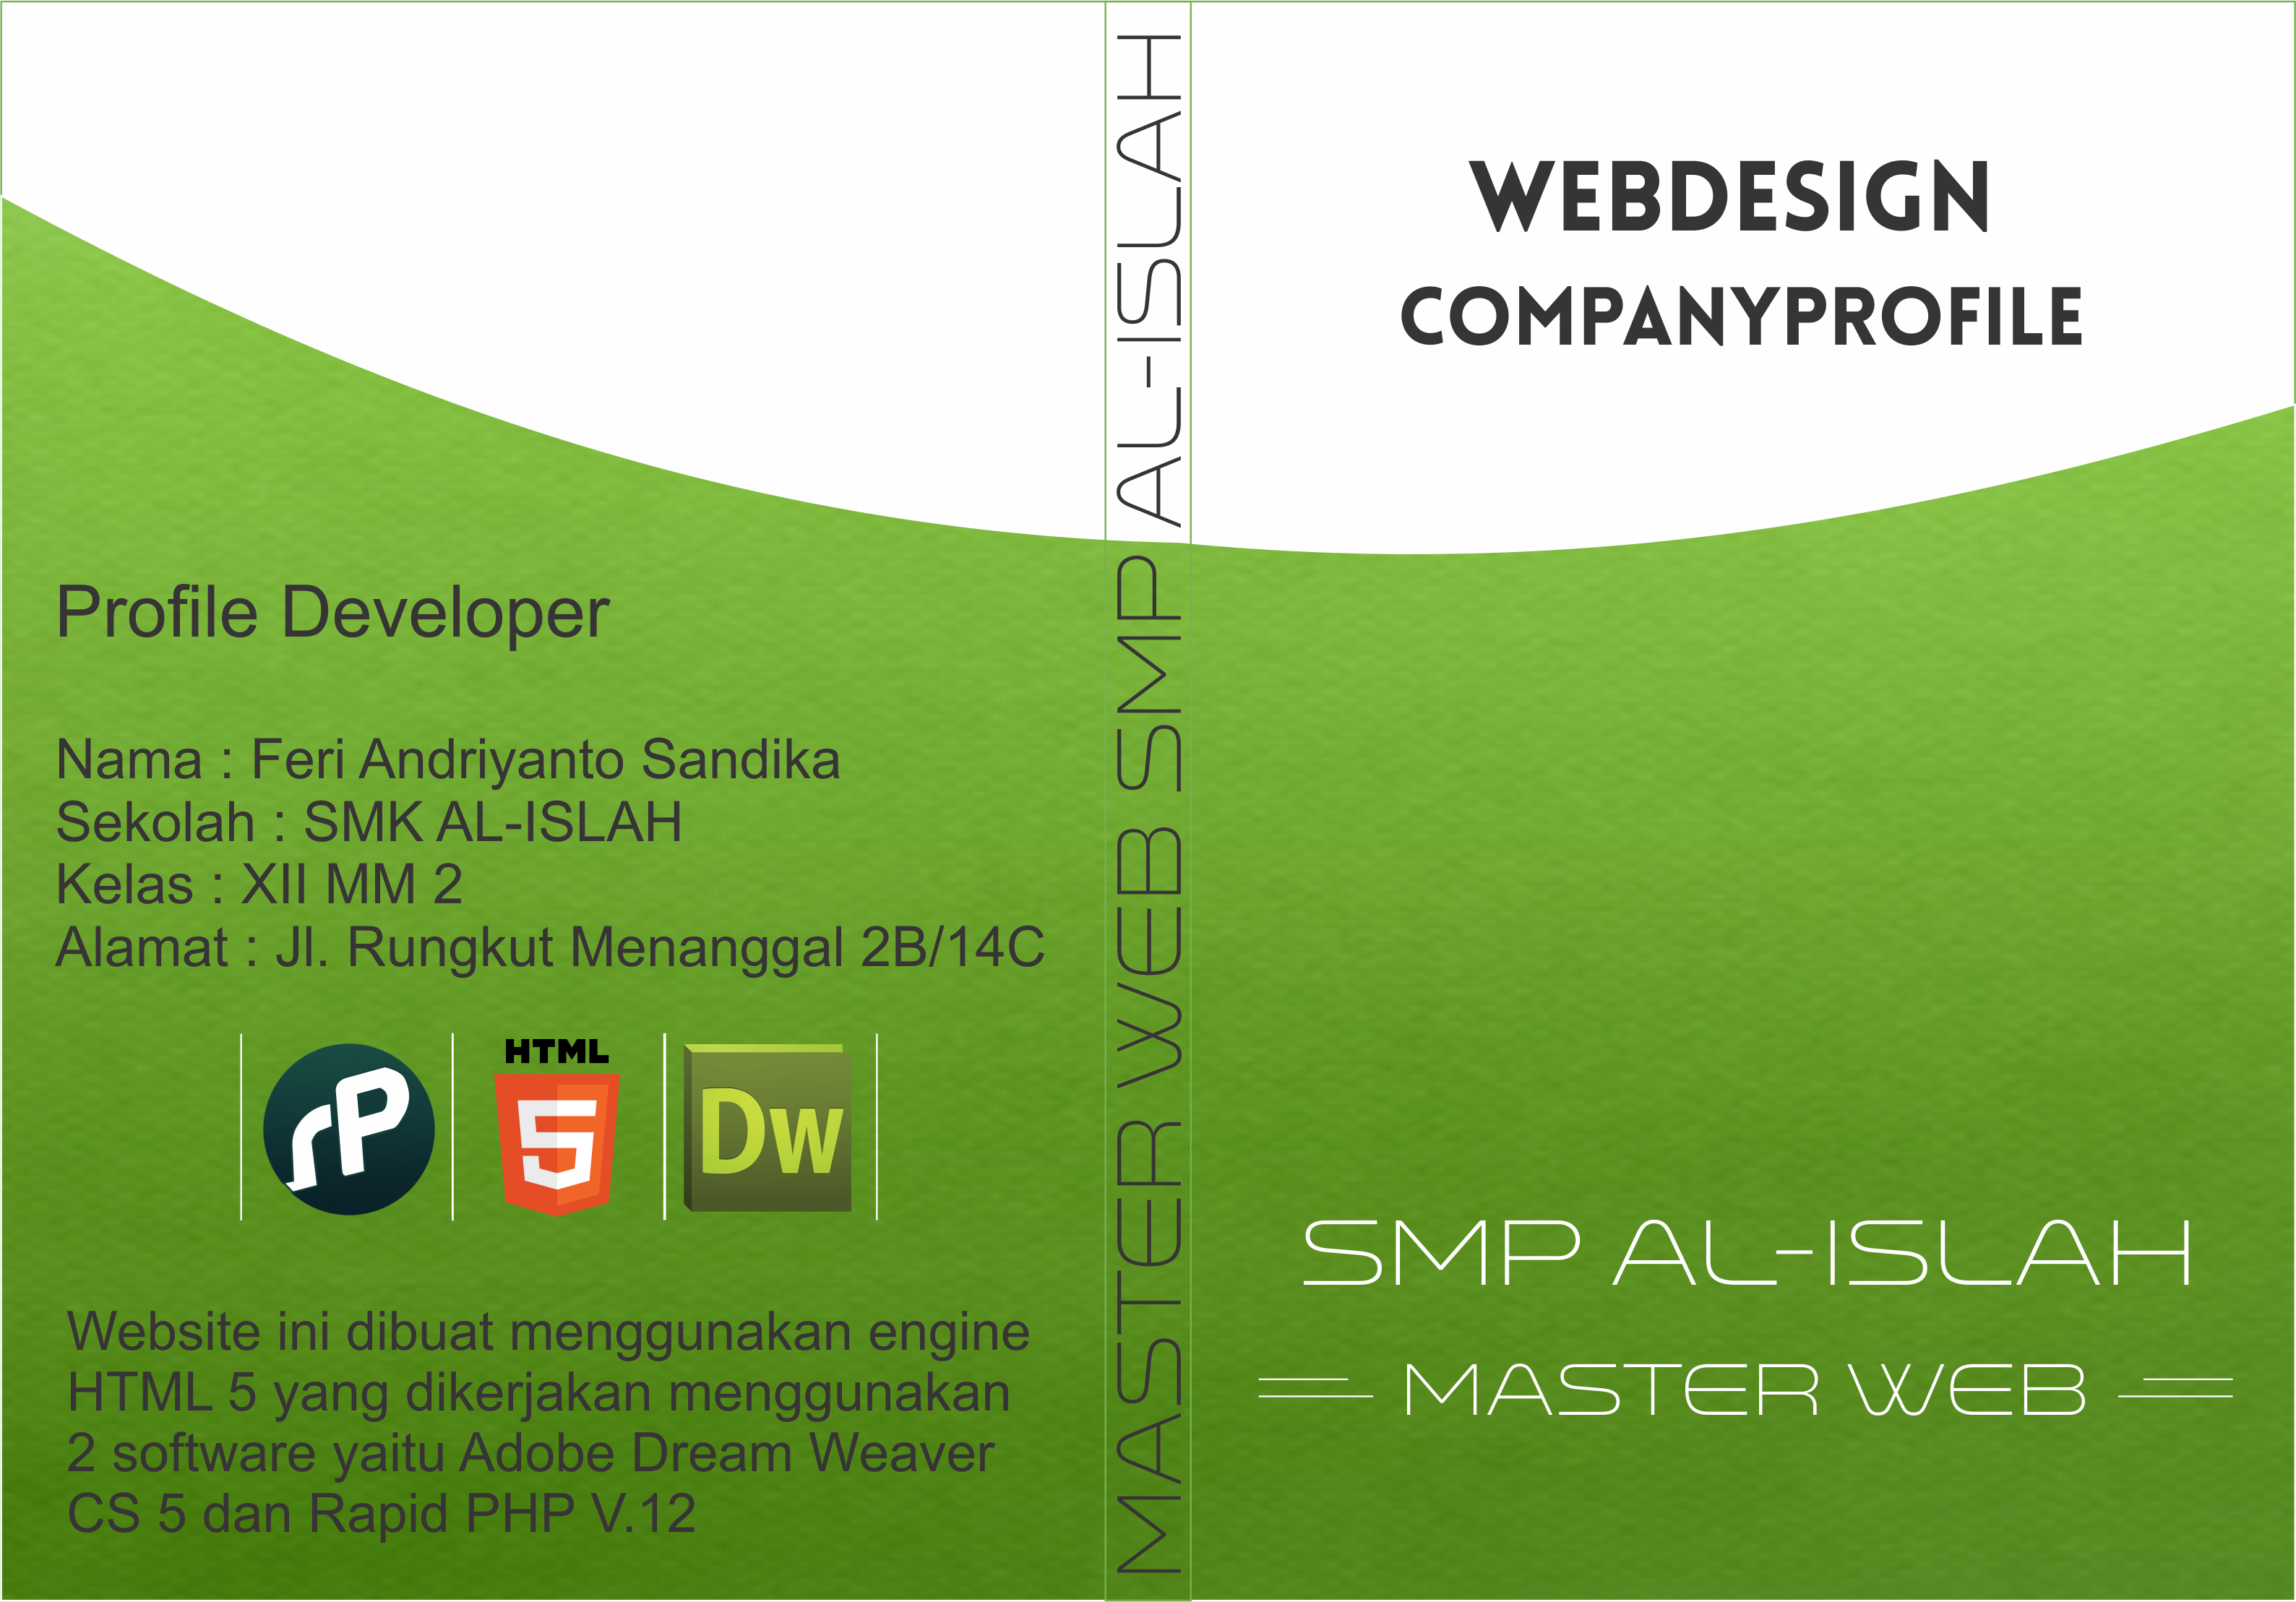 Profile Developer
Nama : Feri Andriyanto Sandika
Sekolah : SMK AL-ISLAH
Kelas : XII MM 2
Alamat : Jl. Rungkut Menanggal 2B/14C
rP
HTML
5
Dw
Website ini dibuat menggunakan engine
HTML 5 yang dikerjakan menggunakan
2 software yaitu Adobe Dream Weaver
CS 5 dan Rapid PHP V.12
MASTER WEB SMP AL-ISLAH
WEBDESIGN
COMPANYPROFILE
SMP AL-ISLAH
MASTER WEB